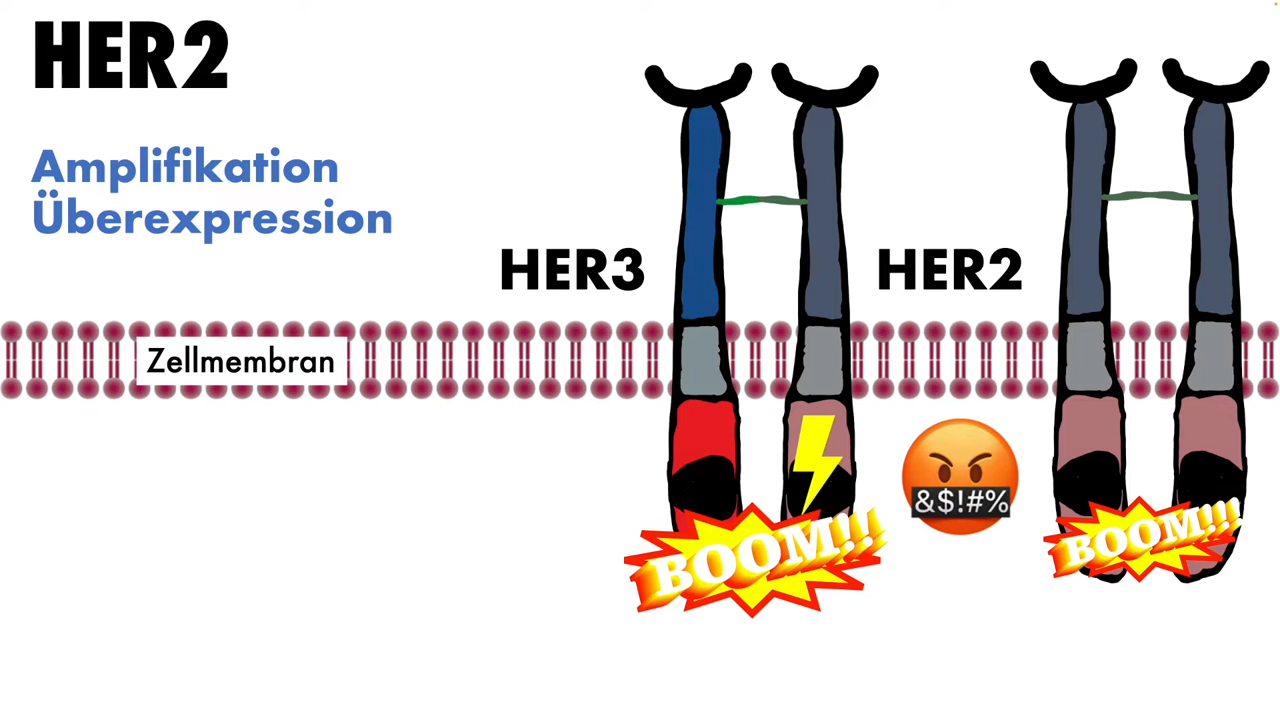 HER2
Amplifikation
Überexpression
HER3
HER2
Zellmembran
&$!#%
BOOM!!!
BOOM!!!